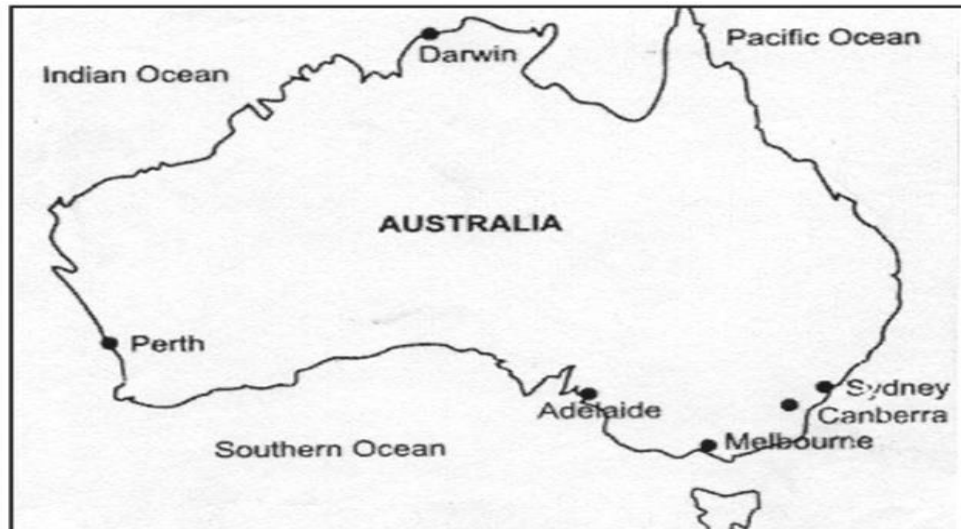 Pacific Ocean
Darwin
Indian Ocean
AUSTRALIA
Perth
Sydney
Adelaide
Canberra
Melbourne
Southern Ocean